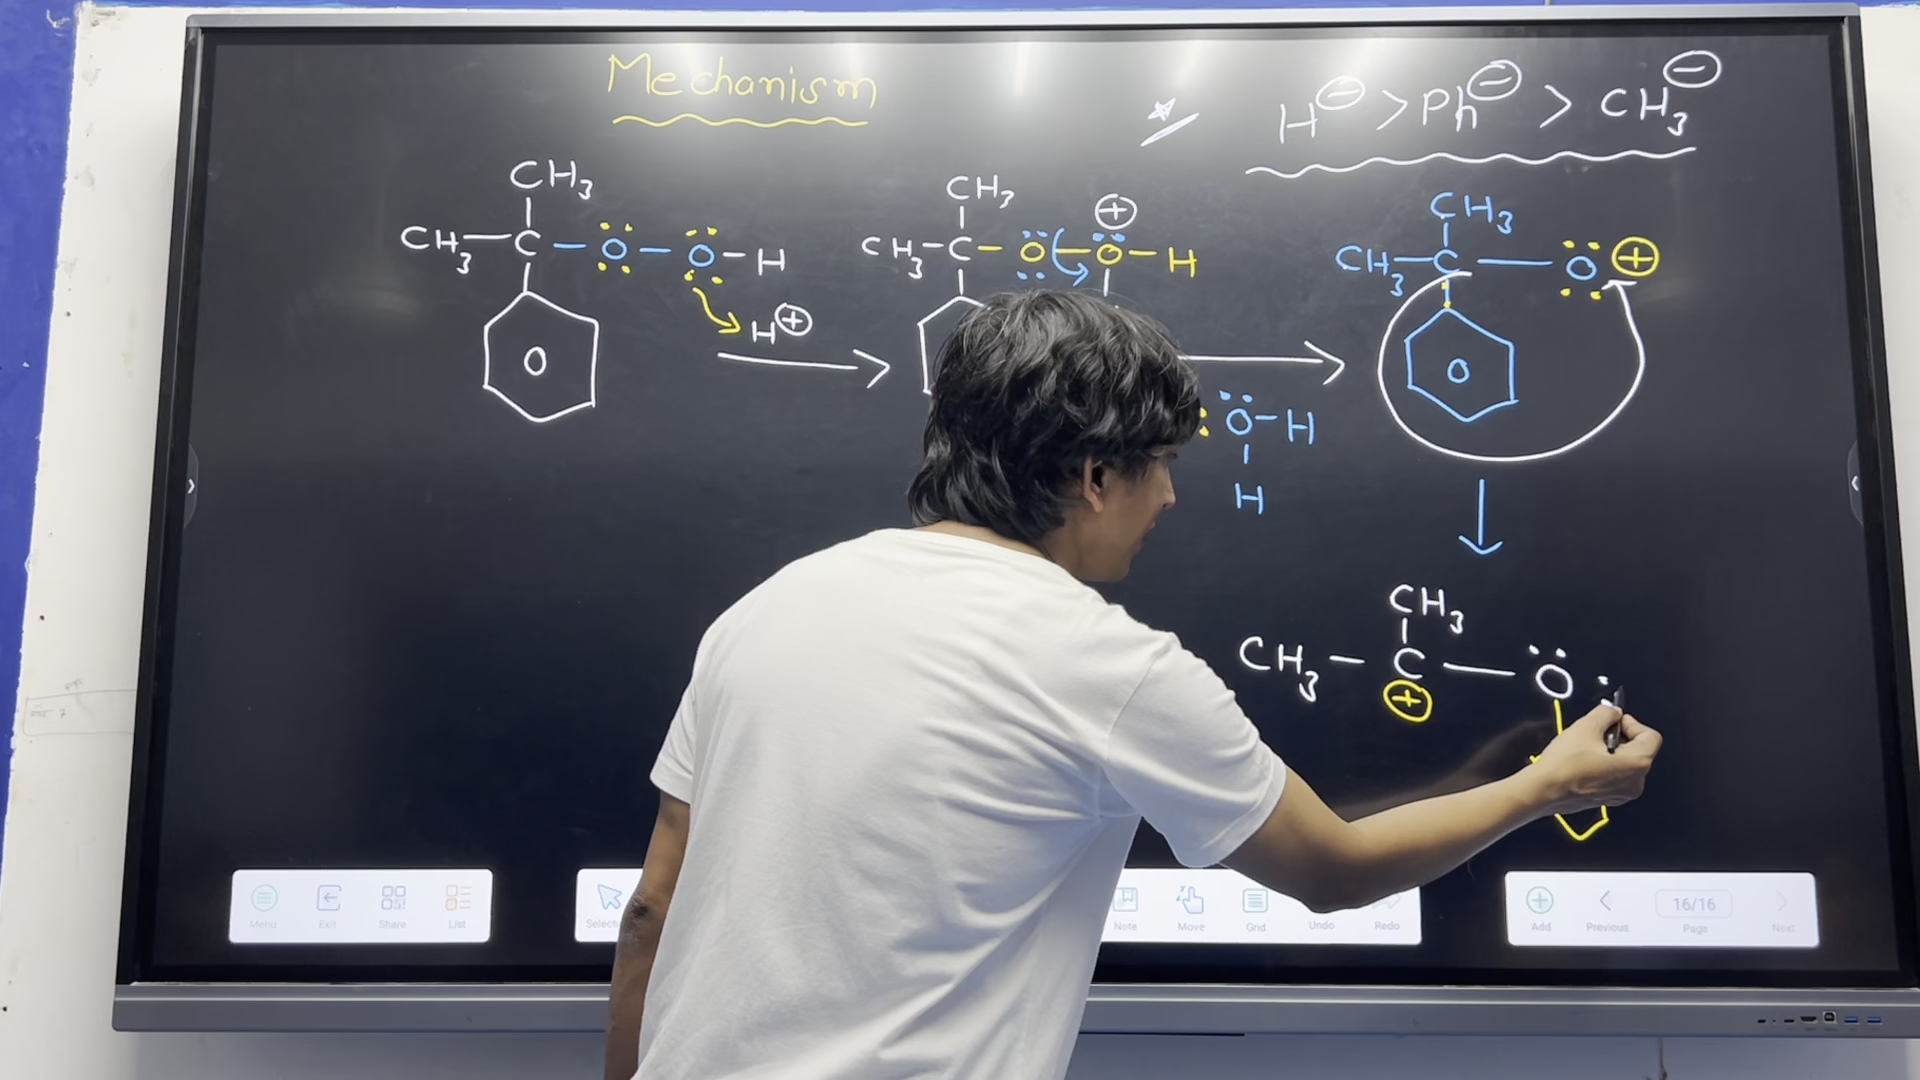 Mechanism
H⊖ > Ph⊖ > CH₃⊖
CH₃
CH₃—C—O—O—H
H⊕
CH₃
⊕
CH₃—C—O—O—H
CH₃
CH₃—C—O⊕
O
O
O—H
H
CH₃
CH₃—C—O
⊕
Menu
Exit
Share
List
Note
Move
Grid
Undo
Redo
Add
Previous
16/16
Page
Next